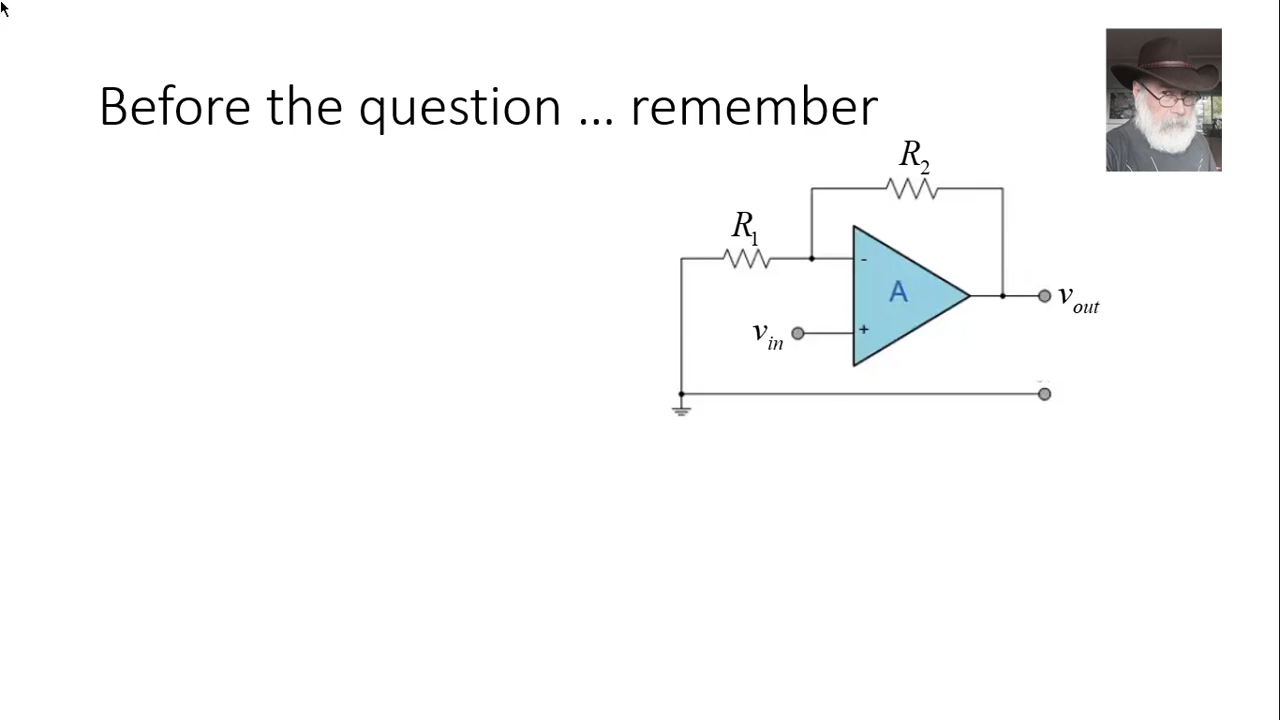 Before the question ... remember
R2
R1
-
A
vout
vin
+